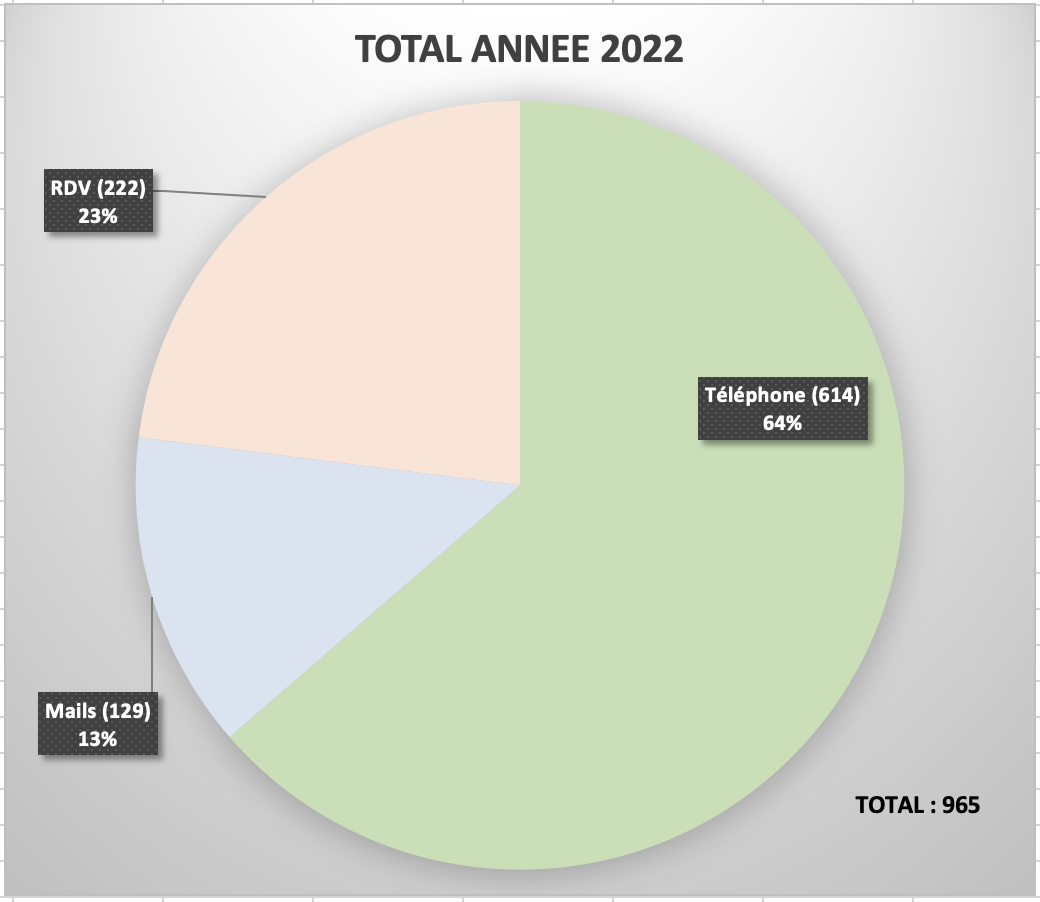 TOTAL ANNEE 2022
RDV (222)
23%
Téléphone (614)
64%
Mails (129)
13%
TOTAL : 965